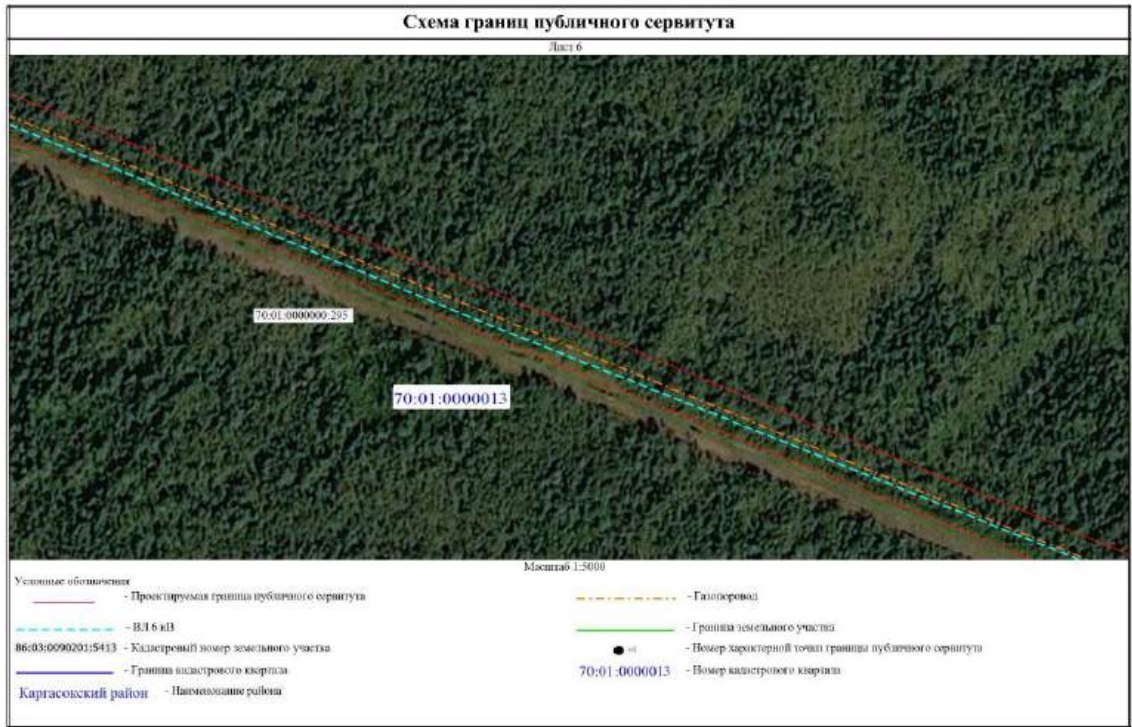 Схема границ публичного сервитута
Лист 6
70:01:0000000:295
70:01:0000013
Масштаб 1:5000
Условные обозначения
- Проектируемая граница публичного сервитута
- Газопоровод
- ВЛ 6 кВ
- Граница земельного участка
86:03:0090201:5413 - Кадастровый номер земельного участка
- Номер характерной точки границы публичного сервитута
- Граница кадастрового квартала
70:01:0000013 - Номер кадастрового квартала
Каргасокский район - Наименование района